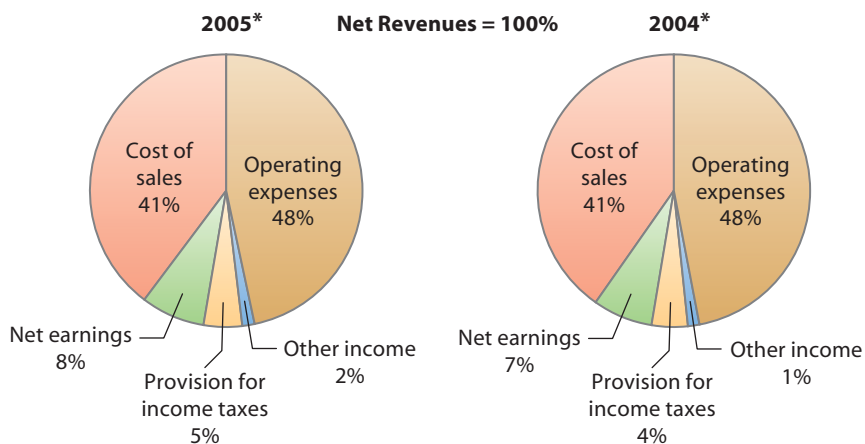 2005*
Net Revenues = 100%
2004*
Cost of
sales
41%
Operating
expenses
48%
Net earnings
8%
Provision for
income taxes
5%
Other income
2%
Cost of
sales
41%
Operating
expenses
48%
Net earnings
7%
Provision for
income taxes
4%
Other income
1%